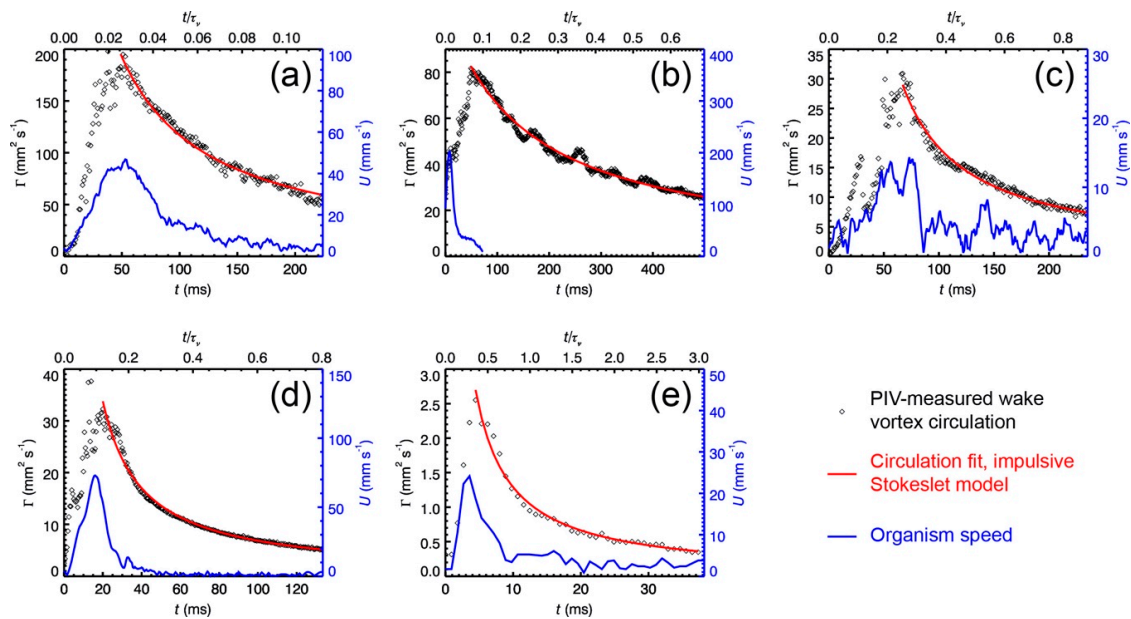 t/τν
0.00 0.02 0.04 0.06 0.08 0.10
(a)
Γ (mm² s⁻¹)
200
150
100
50
0
100
80
60
40
20
0
U (mm s⁻¹)
0 50 100 150 200
t (ms)
t/τν
0.0 0.1 0.2 0.3 0.4 0.5 0.6
(b)
Γ (mm² s⁻¹)
80
60
40
20
0
400
300
200
100
0
U (mm s⁻¹)
0 100 200 300 400
t (ms)
t/τν
0.0 0.2 0.4 0.6 0.8
(c)
Γ (mm² s⁻¹)
35
30
25
20
15
10
5
0
30
20
10
0
U (mm s⁻¹)
0 50 100 150 200
t (ms)
t/τν
0.0 0.2 0.4 0.6 0.8
(d)
Γ (mm² s⁻¹)
40
30
20
10
0
150
100
50
0
U (mm s⁻¹)
0 20 40 60 80 100 120
t (ms)
t/τν
0.0 0.5 1.0 1.5 2.0 2.5 3.0
(e)
Γ (mm² s⁻¹)
3.0
2.5
2.0
1.5
1.0
0.5
0.0
50
40
30
20
10
0
U (mm s⁻¹)
0 10 20 30
t (ms)
PIV-measured wake
vortex circulation
Circulation fit, impulsive
Stokeslet model
Organism speed